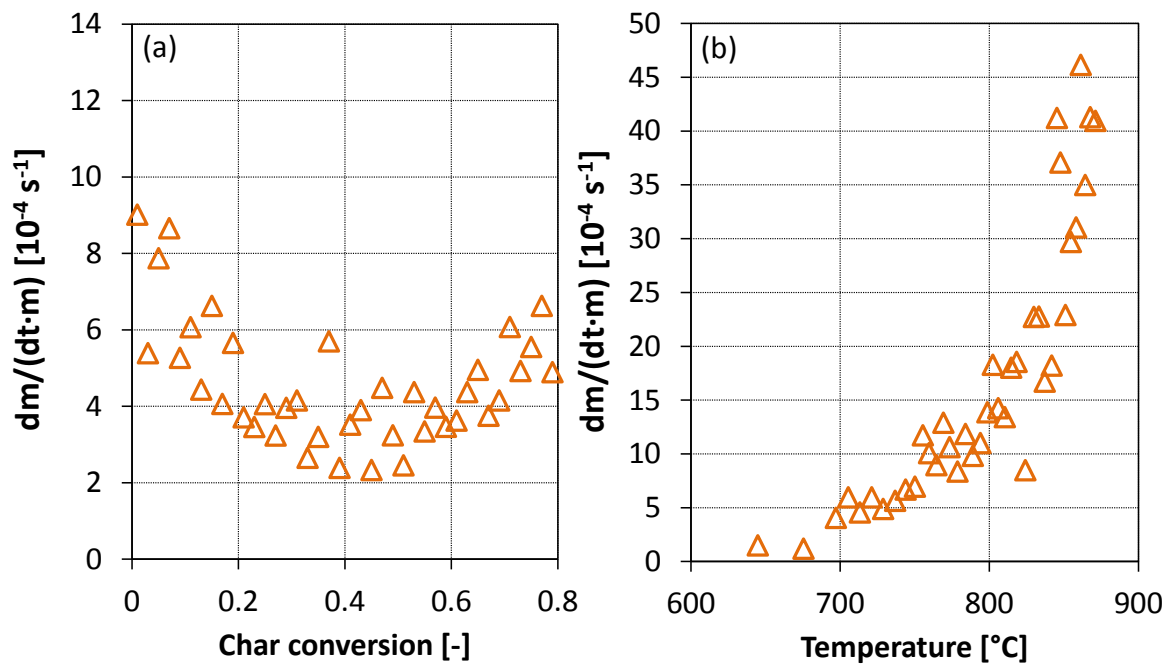 (a)
14
12
10
8
6
4
2
0
0 0.2 0.4 0.6 0.8
Char conversion [-]
dm/(dt·m) [10⁻⁴ s⁻¹]
(b)
50
45
40
35
30
25
20
15
10
5
0
600 700 800 900
Temperature [°C]
dm/(dt·m) [10⁻⁴ s⁻¹]